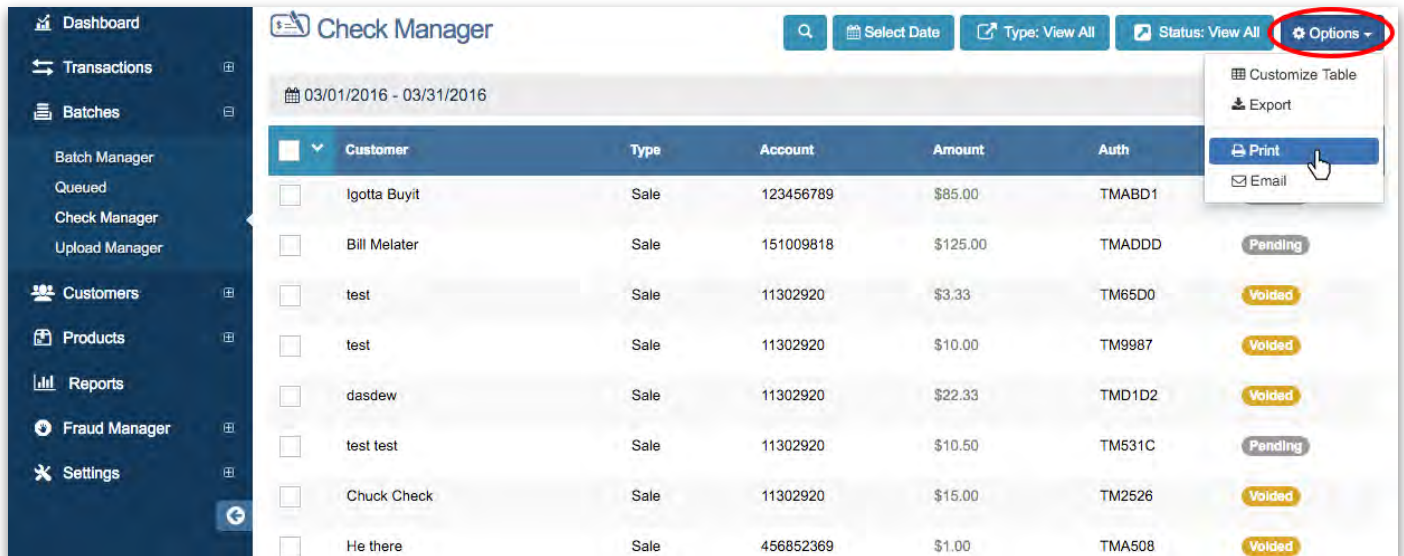 Dashboard
Transactions
Batches
Batch Manager
Queued
Check Manager
Upload Manager
Customers
Products
Reports
Fraud Manager
Settings
Check Manager
Select Date
Type: View All
Status: View All
Options
Customize Table
Export
Print
Email
03/01/2016 - 03/31/2016
Customer Type Account Amount Auth
Igotta Buyit Sale 123456789 $85.00 TMABD1
Bill Melater Sale 151009818 $125.00 TMADDD Pending
test Sale 11302920 $3.33 TM65D0 Voided
test Sale 11302920 $10.00 TM9987 Voided
dasdew Sale 11302920 $22.33 TMD1D2 Voided
test test Sale 11302920 $10.50 TM531C Pending
Chuck Check Sale 11302920 $15.00 TM2526 Voided
He there Sale 456852369 $1.00 TMA508 Voided